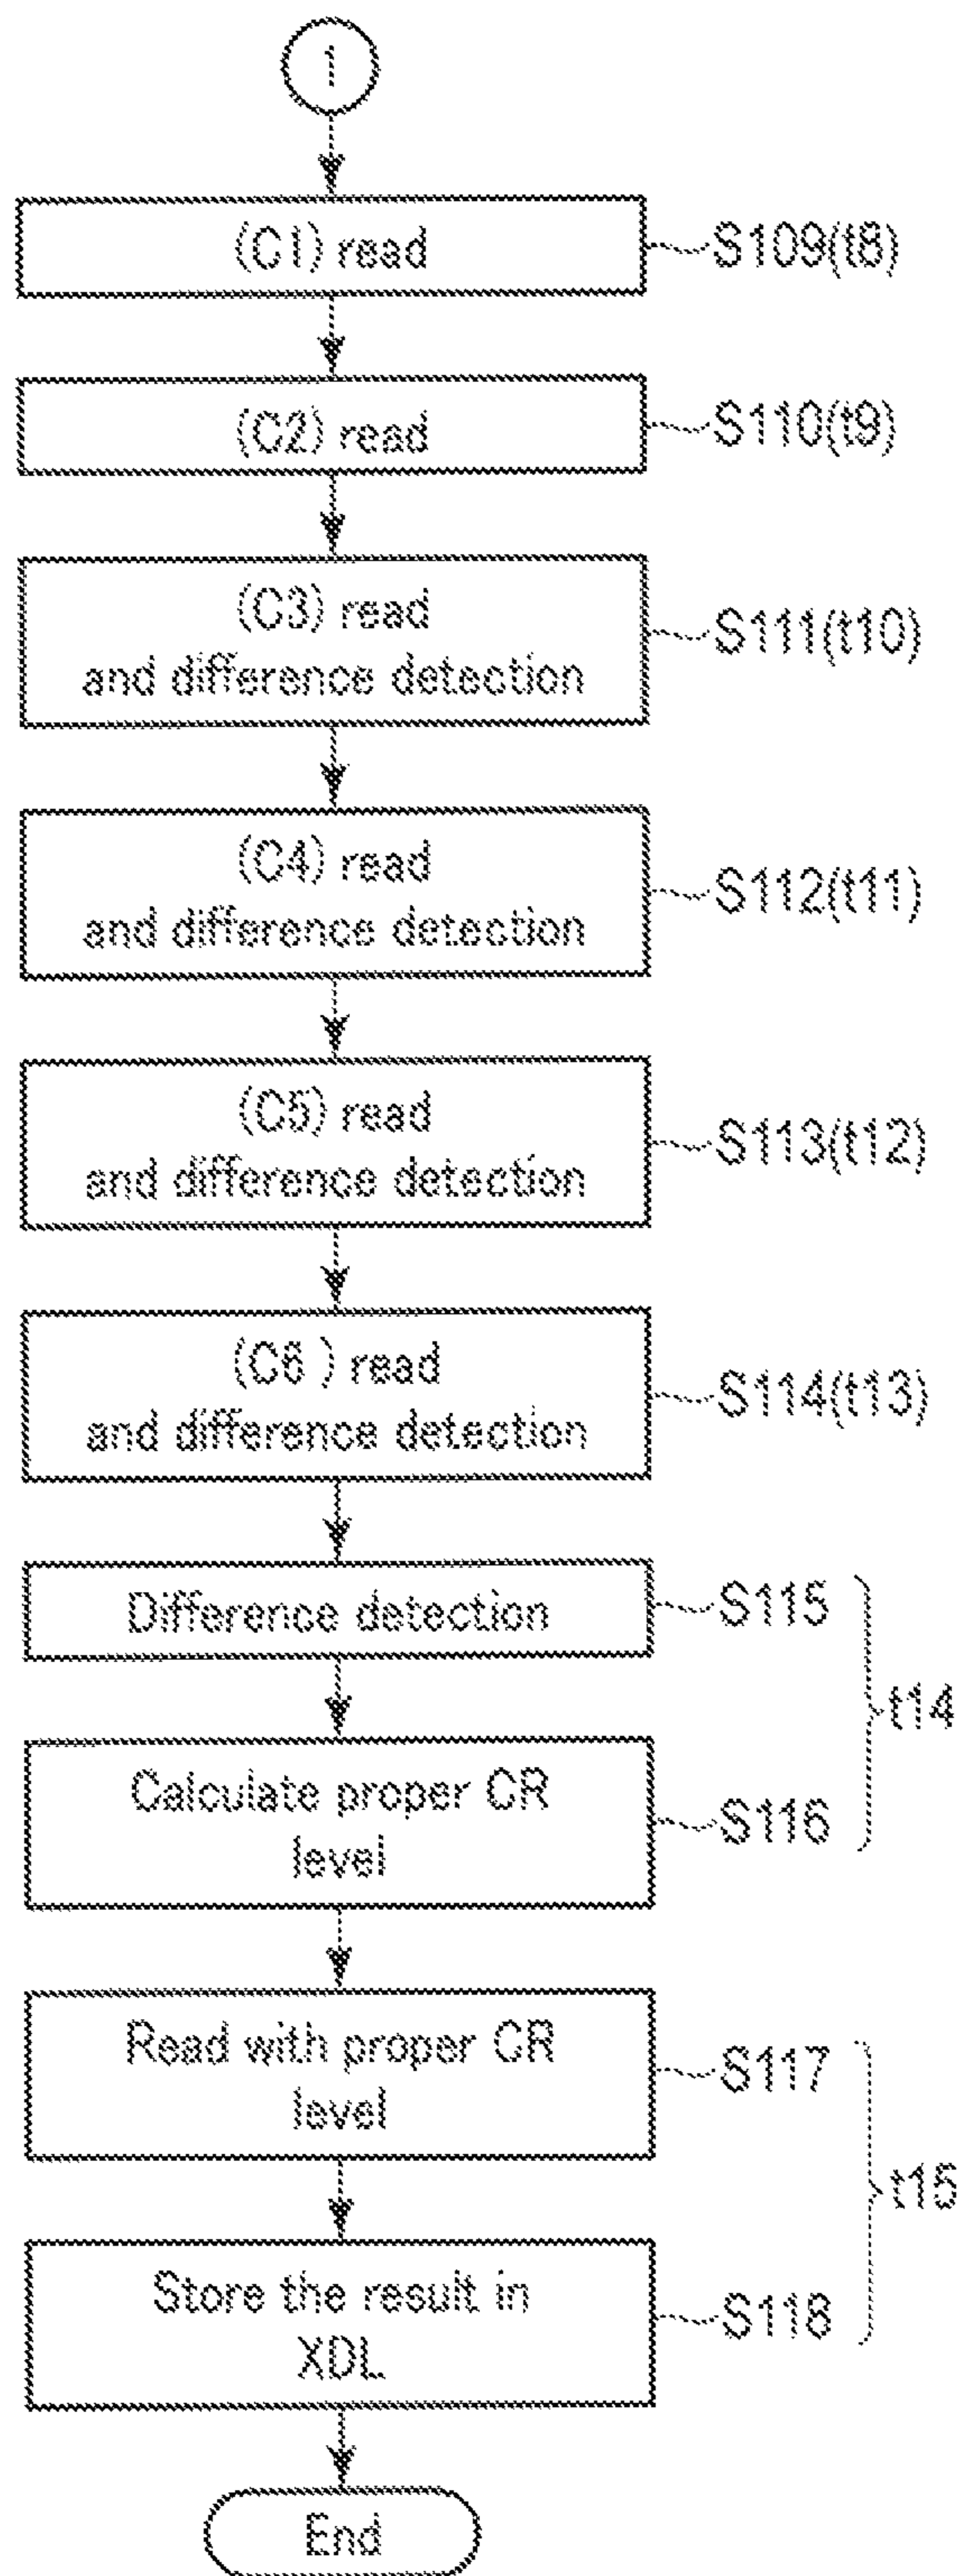 1
(C1) read
S109(t8)
(C2) read
S110(t9)
(C3) read
and difference detection
S111(t10)
(C4) read
and difference detection
S112(t11)
(C5) read
and difference detection
S113(t12)
(C6 ) read
and difference detection
S114(t13)
Difference detection
S115
t14
Calculate proper CR
level
S116
Read with proper CR
level
S117
t15
Store the result in
XDL
S118
End